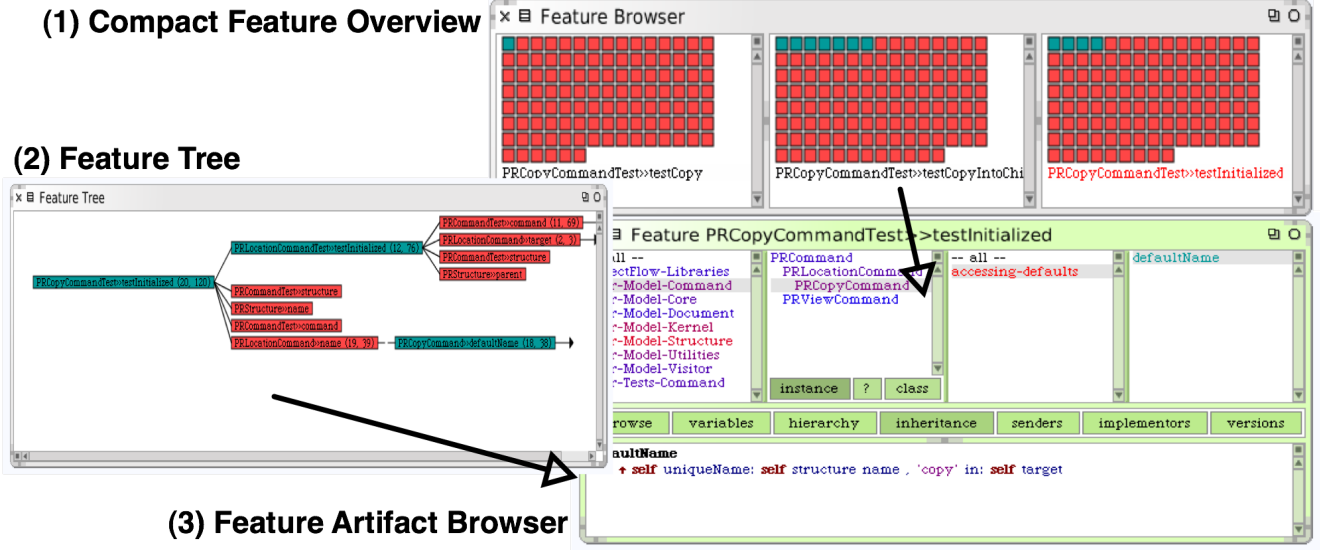 (1) Compact Feature Overview
Feature Browser
PRCopyCommandTest»testCopy
PRCopyCommandTest»testCopyIntoChi
PRCopyCommandTest»testInitialized
(2) Feature Tree
Feature Tree
PRCommandTest»command (11, 69)
PRLocationCommandTest»testInitialized (12, 76)
PRLocationCommand»target (2, 3)
PRCommandTest»structure
PRStructure»parent
PRCopyCommandTest»testInitialized (20, 120)
PRCommandTest»structure
PRStructure»name
PRCommandTest»command
PRLocationCommand»name (19, 39)
PRCopyCommand»defaultName (18, 38)
Feature PRCopyCommandTest>>testInitialized
all --
ectFlow-Libraries
r-Model-Command
r-Model-Core
r-Model-Document
r-Model-Kernel
r-Model-Structure
r-Model-Utilities
r-Model-Visitor
r-Tests-Command
PRCommand
PRLocationCommand
PRCopyCommand
PRViewCommand
instance
?
class
-- all --
accessing-defaults
defaultName
rowse
variables
hierarchy
inheritance
senders
implementors
versions
aultName
↑ self uniqueName: self structure name , 'copy' in: self target
(3) Feature Artifact Browser